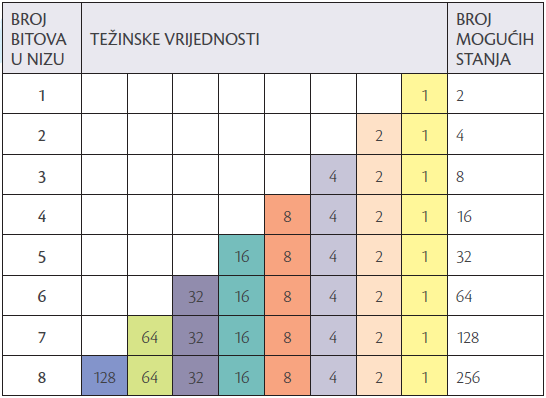 BROJ BITOVA U NIZU TEŽINSKE VRIJEDNOSTI BROJ MOGUĆIH STANJA
1 1 2
2 2 1 4
3 4 2 1 8
4 8 4 2 1 16
5 16 8 4 2 1 32
6 32 16 8 4 2 1 64
7 64 32 16 8 4 2 1 128
8 128 64 32 16 8 4 2 1 256